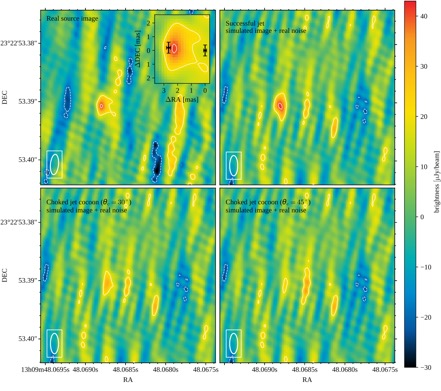 Real source image
2
1
0
1
2
ΔDEC [mas]
3 2 1 0
ΔRA [mas]
Successful jet
simulated image + real noise
40
30
20
10
0
−10
−20
−30
brightness [μJy/beam]
23°22′53.38″
53.39″
53.40″
DEC
Choked jet cocoon (θc = 30°)
simulated image + real noise
Choked jet cocoon (θc = 45°)
simulated image + real noise
23°22′53.38″
53.39″
53.40″
DEC
13h09m48.0695s 48.0690s 48.0685s 48.0680s 48.0675s
48.0690s 48.0685s 48.0680s 48.0675s
RA
RA